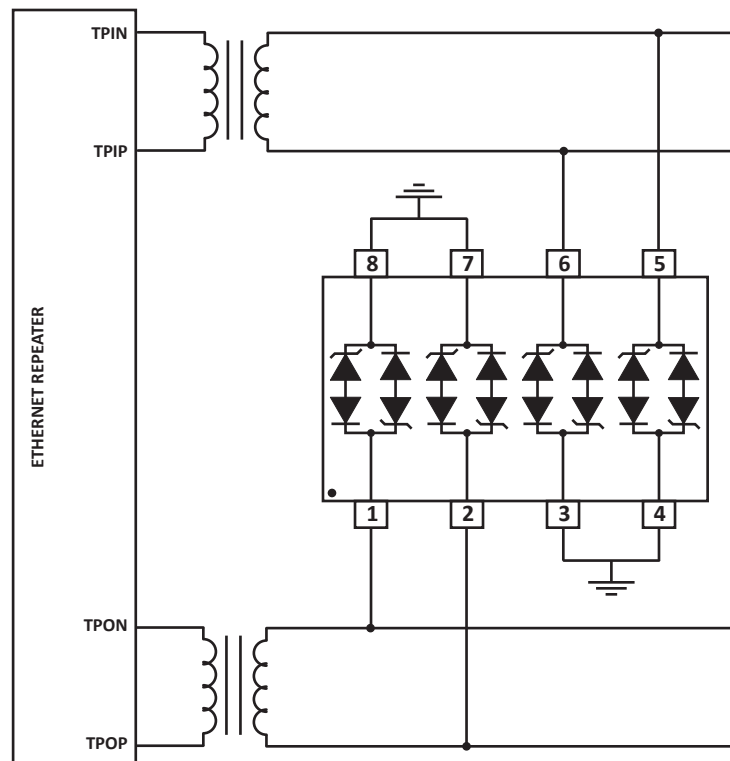 TPIN
TPIP
8 7 6 5
ETHERNET REPEATER
1 2 3 4
TPON
TPOP